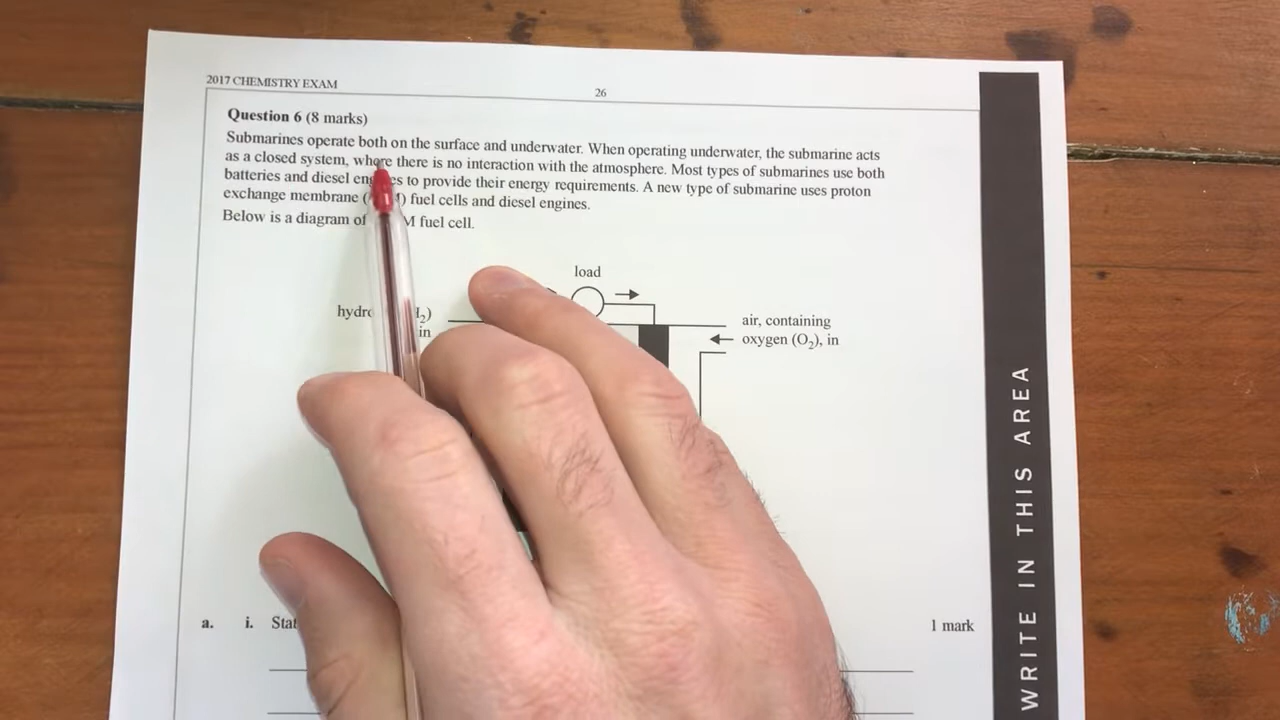 2017 CHEMISTRY EXAM
26
Question 6 (8 marks)
Submarines operate both on the surface and underwater. When operating underwater, the submarine acts
as a closed system, where there is no interaction with the atmosphere. Most types of submarines use both
batteries and diesel engines to provide their energy requirements. A new type of submarine uses proton
exchange membrane ( ) fuel cells and diesel engines.
Below is a diagram of fuel cell.
load
in
air, containing
oxygen (O₂), in
a. i.
1 mark
WRITE IN THIS AREA